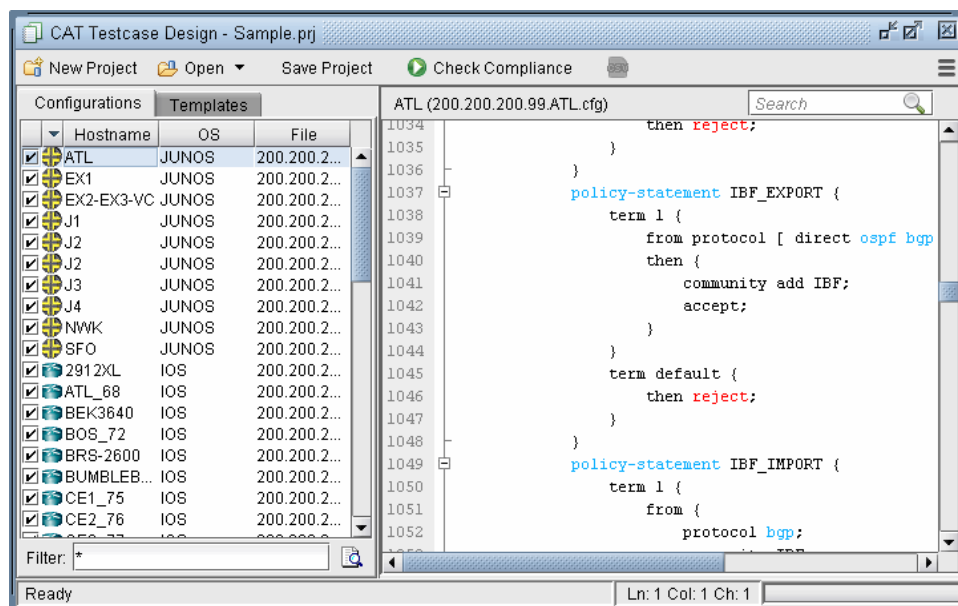 CAT Testcase Design - Sample.prj
New Project Open Save Project Check Compliance
Configurations Templates
Hostname OS File
ATL JUNOS 200.200.2...
EX1 JUNOS 200.200.2...
EX2-EX3-VC JUNOS 200.200.2...
J1 JUNOS 200.200.2...
J2 JUNOS 200.200.2...
J2 JUNOS 200.200.2...
J3 JUNOS 200.200.2...
J4 JUNOS 200.200.2...
NWK JUNOS 200.200.2...
SFO JUNOS 200.200.2...
2912XL IOS 200.200.2...
ATL_68 IOS 200.200.2...
BEK3640 IOS 200.200.2...
BOS_72 IOS 200.200.2...
BRS-2600 IOS 200.200.2...
BUMBLEB... IOS 200.200.2...
CE1_75 IOS 200.200.2...
CE2_76 IOS 200.200.2...
Filter: *
ATL (200.200.200.99.ATL.cfg) Search
1034 then reject;
1035 }
1036 }
1037 policy-statement IBF_EXPORT {
1038 term 1 {
1039 from protocol [ direct ospf bgp
1040 then {
1041 community add IBF;
1042 accept;
1043 }
1044 }
1045 term default {
1046 then reject;
1047 }
1048 }
1049 policy-statement IBF_IMPORT {
1050 term 1 {
1051 from {
1052 protocol bgp;
Ready Ln: 1 Col: 1 Ch: 1